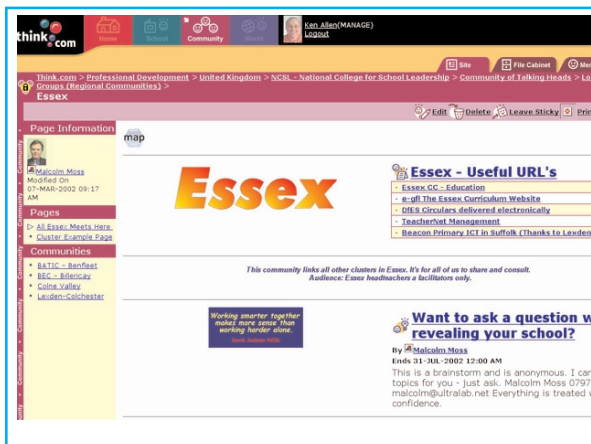 think.com
Home
School
Community
World
Ken Allen(MANAGE)
Logout
Site
File Cabinet
Think.com > Professional Development > United Kingdom > NCSL - National College for School Leadership > Community of Talking Heads >
Groups (Regional Communities) >
Essex
Edit
Delete
Leave Sticky
Page Information
Malcolm Moss
Modified On
07-MAR-2002 09:17
AM
Pages
All Essex Meets Here.
Cluster Example Page
Communities
BATIC - Benfleet
BEC - Billericay
Colne Valley
Lexden-Colchester
Community
map
Essex
Essex - Useful URL's
Essex CC - Education
e-gfl The Essex Curriculum Website
DfES Circulars delivered electronically
TeacherNet Management
Beacon Primary ICT in Suffolk (Thanks to Lexden
This community links all other clusters in Essex. It's for all of us to share and consult.
Audience: Essex headteachers a facilitators only.
Working smarter together
makes more sense than
working harder alone.
Want to ask a question w
revealing your school?
By Malcolm Moss
Ends 31-JUL-2002 12:00 AM
This is a brainstorm and is anonymous. I can
topics for you - just ask. Malcolm Moss 0797
malcolm@ultralab.net Everything is treated
confidence.